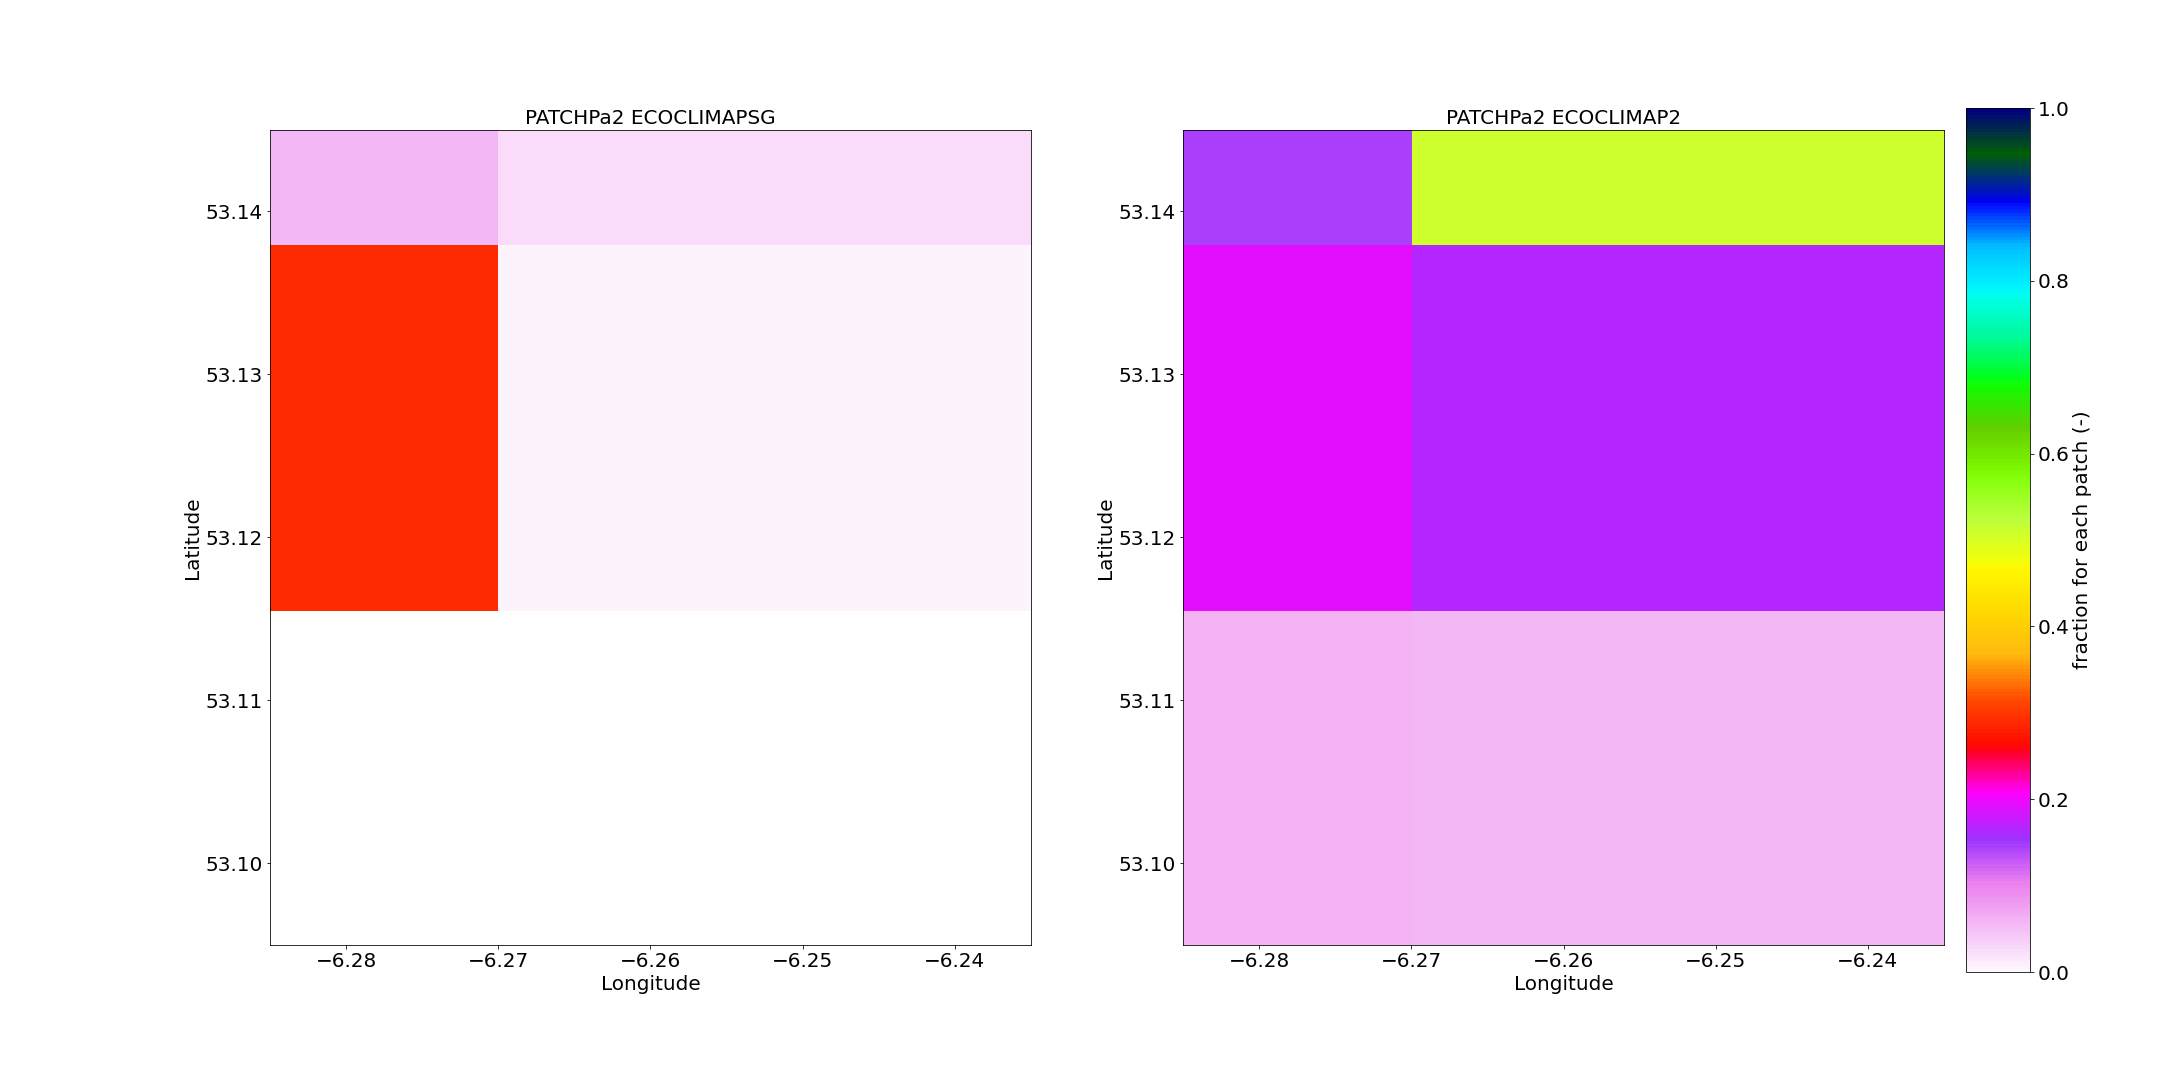 PATCHPa2 ECOCLIMAPSG
53.14
53.13
53.12
53.11
53.10
Latitude
−6.28 −6.27 −6.26 −6.25 −6.24
Longitude
PATCHPa2 ECOCLIMAP2
53.14
53.13
53.12
53.11
53.10
Latitude
−6.28 −6.27 −6.26 −6.25 −6.24
Longitude
1.0
0.8
0.6
0.4
0.2
0.0
fraction for each patch (-)